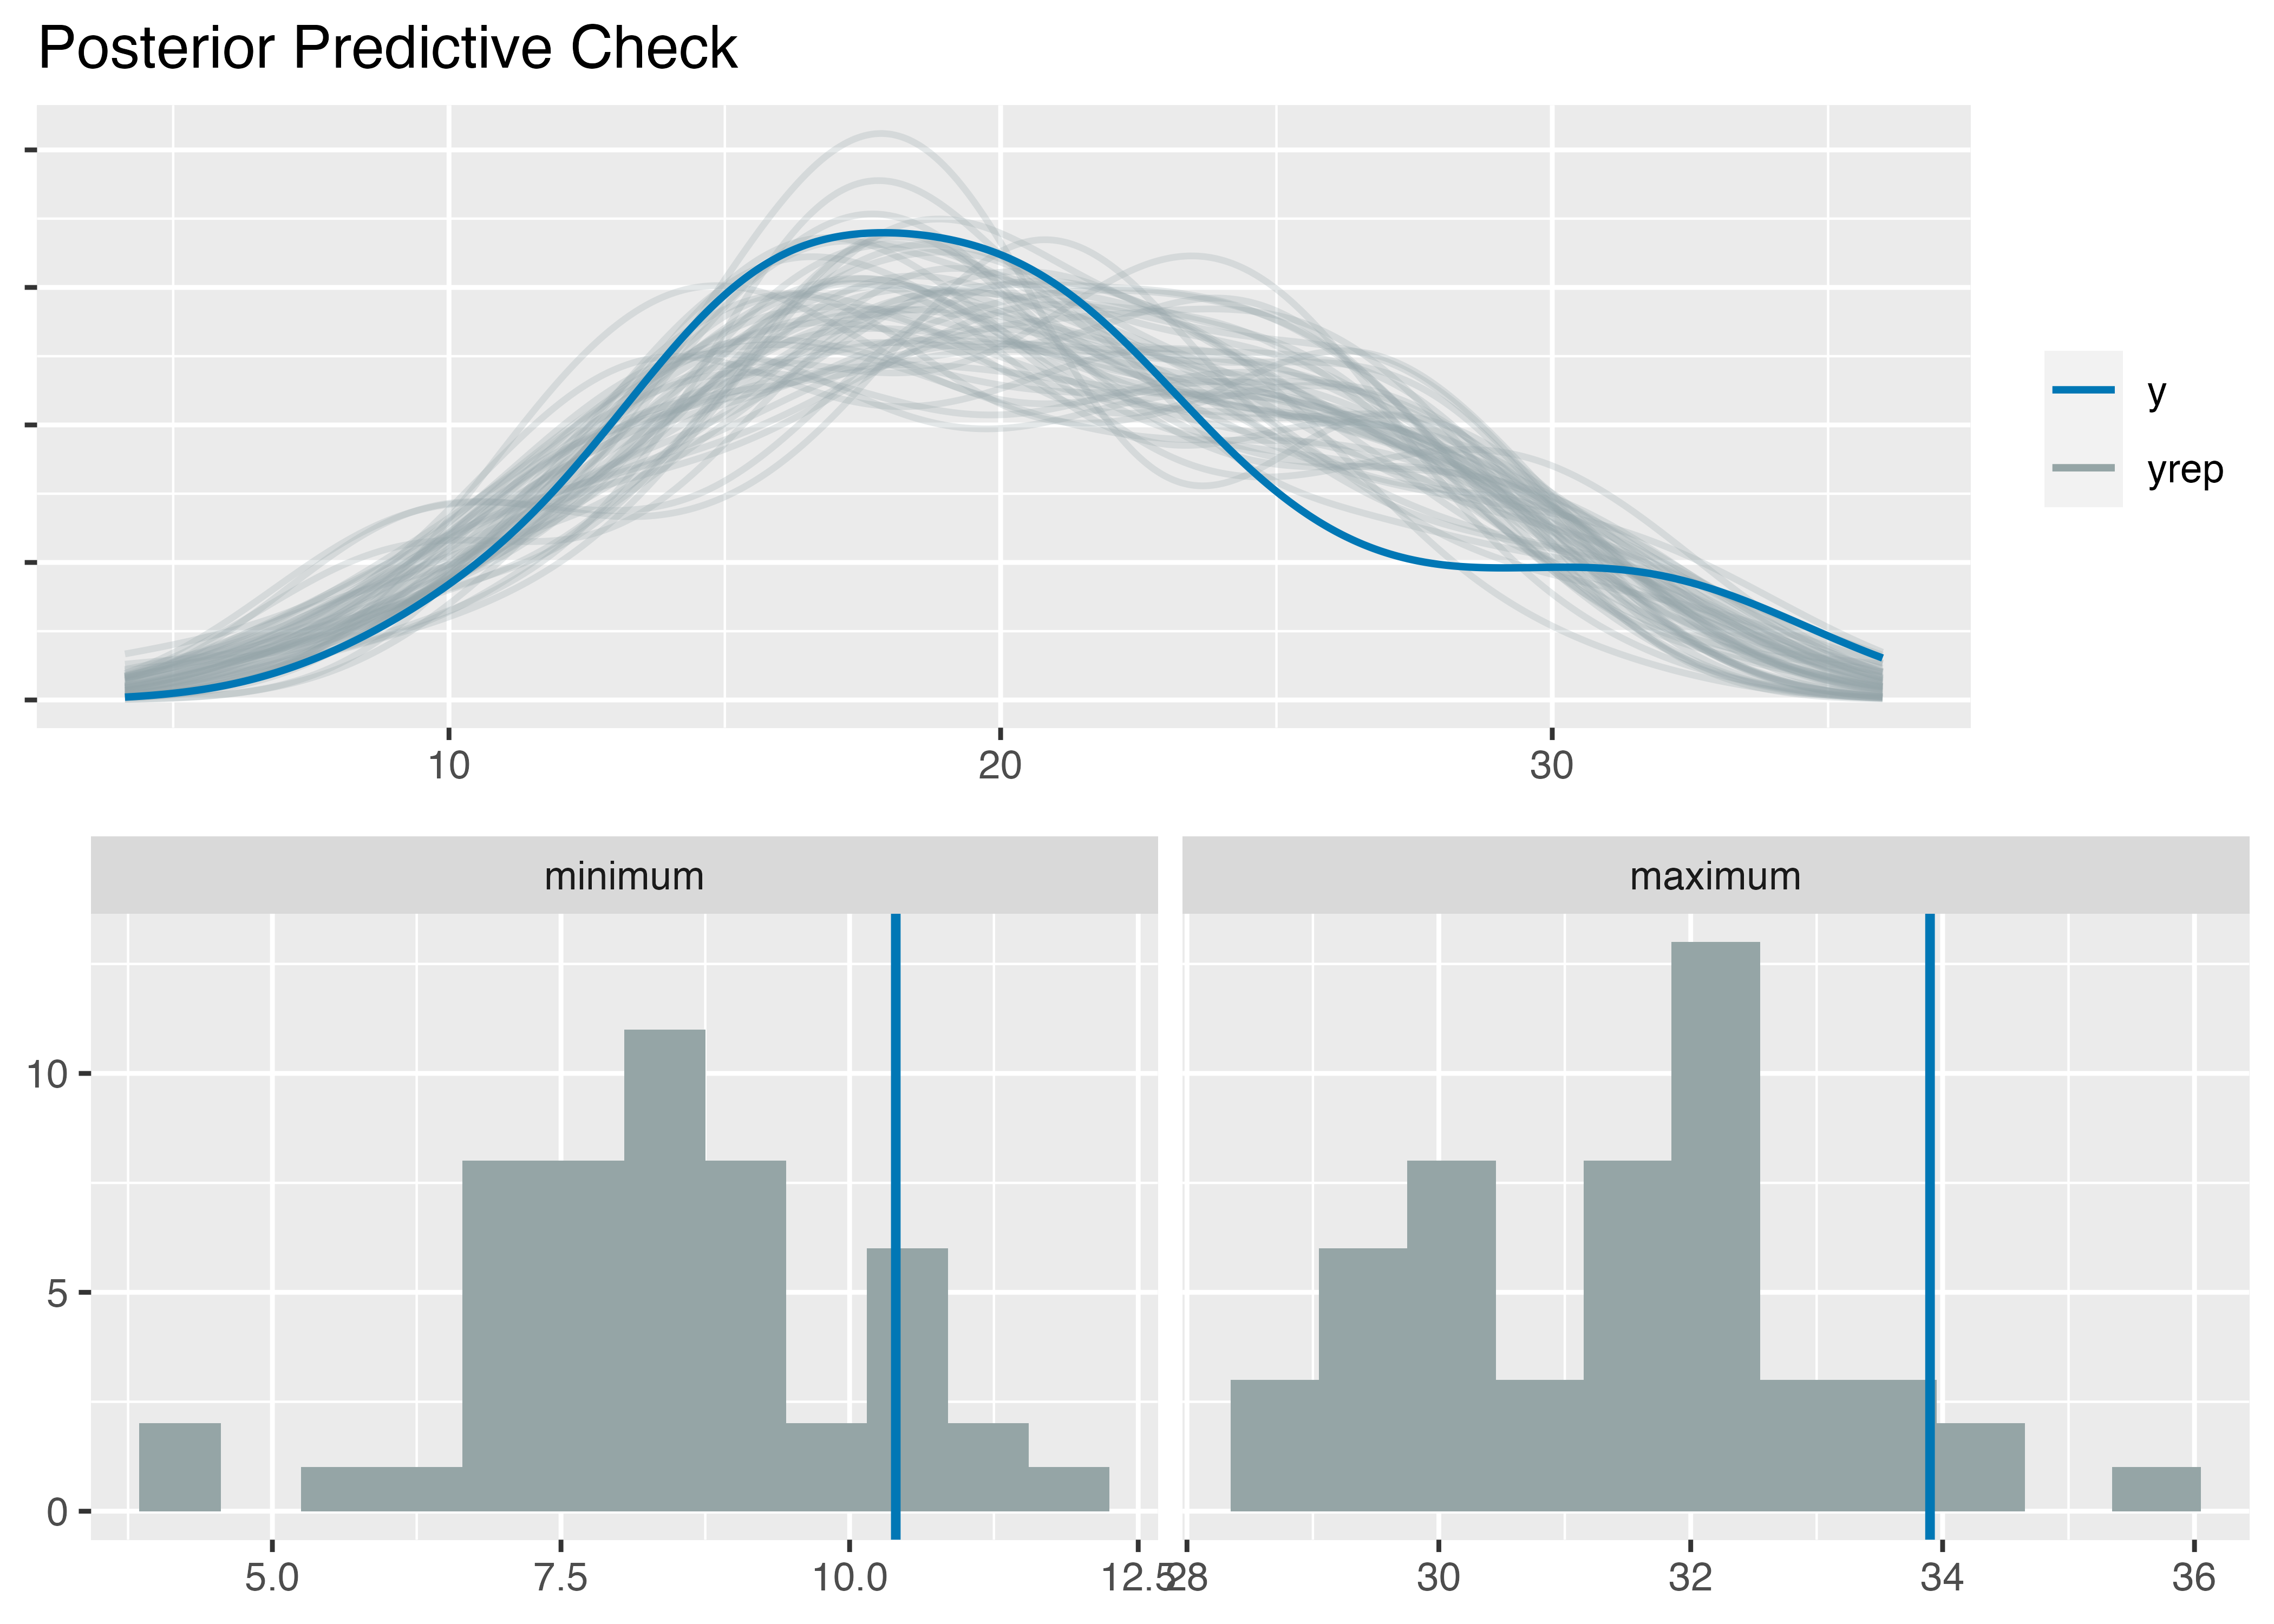 Posterior Predictive Check
y
yrep
10 20 30
minimum maximum
10
5
0
5.0 7.5 10.0 12.5 28 30 32 34 36